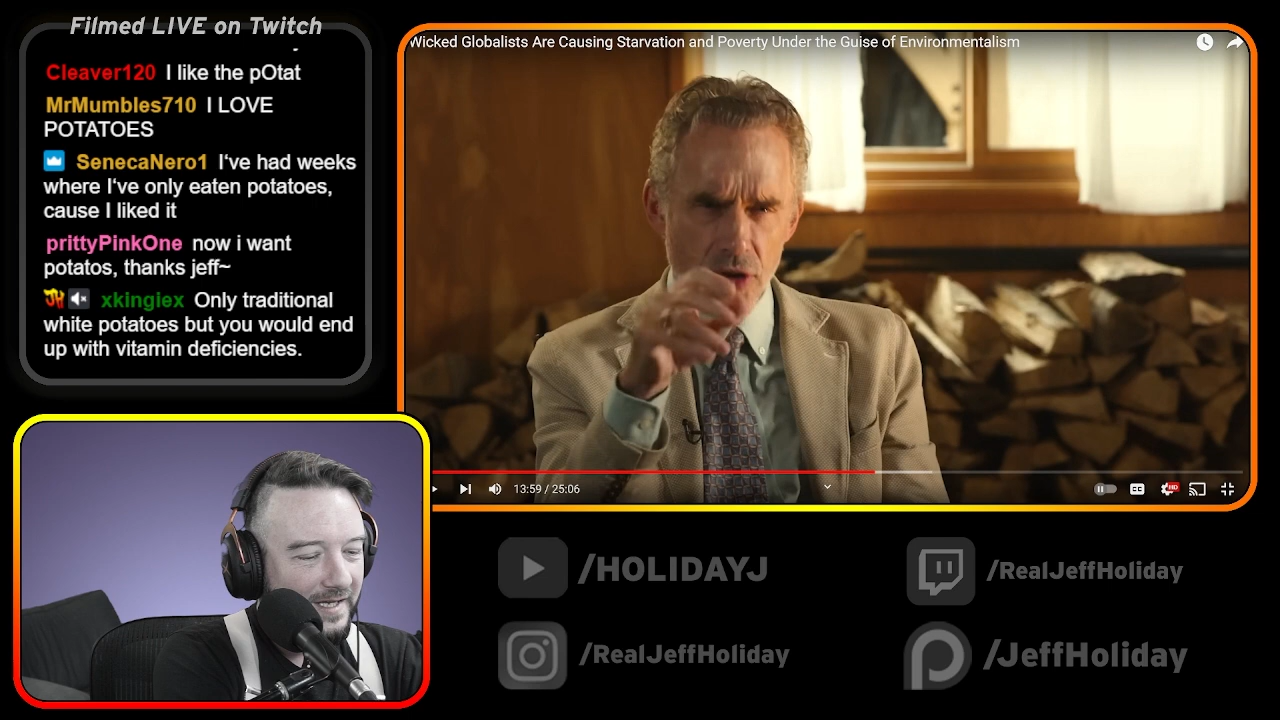 Filmed LIVE on Twitch
Cleaver120 I like the pOtat
MrMumbles710 I LOVE
POTATOES
SenecaNero1 I've had weeks
where I've only eaten potatoes,
cause I liked it
prittyPinkOne now i want
potatos, thanks jeff~
xkingiex Only traditional
white potatoes but you would end
up with vitamin deficiencies.
Wicked Globalists Are Causing Starvation and Poverty Under the Guise of Environmentalism
13:59 / 25:06
CC
HD
/HOLIDAYJ
/RealJeffHoliday
/RealJeffHoliday
/JeffHoliday